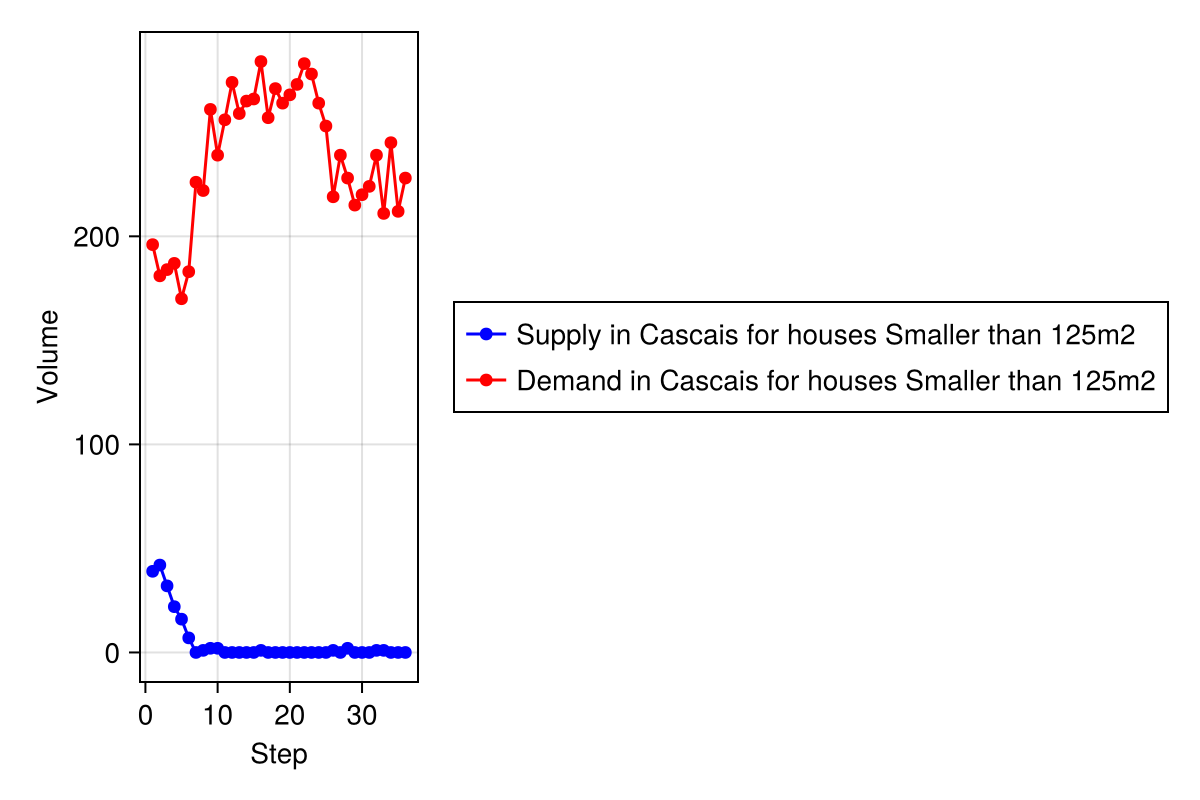 Volume
200
100
0
0 10 20 30
Step
Supply in Cascais for houses Smaller than 125m2
Demand in Cascais for houses Smaller than 125m2